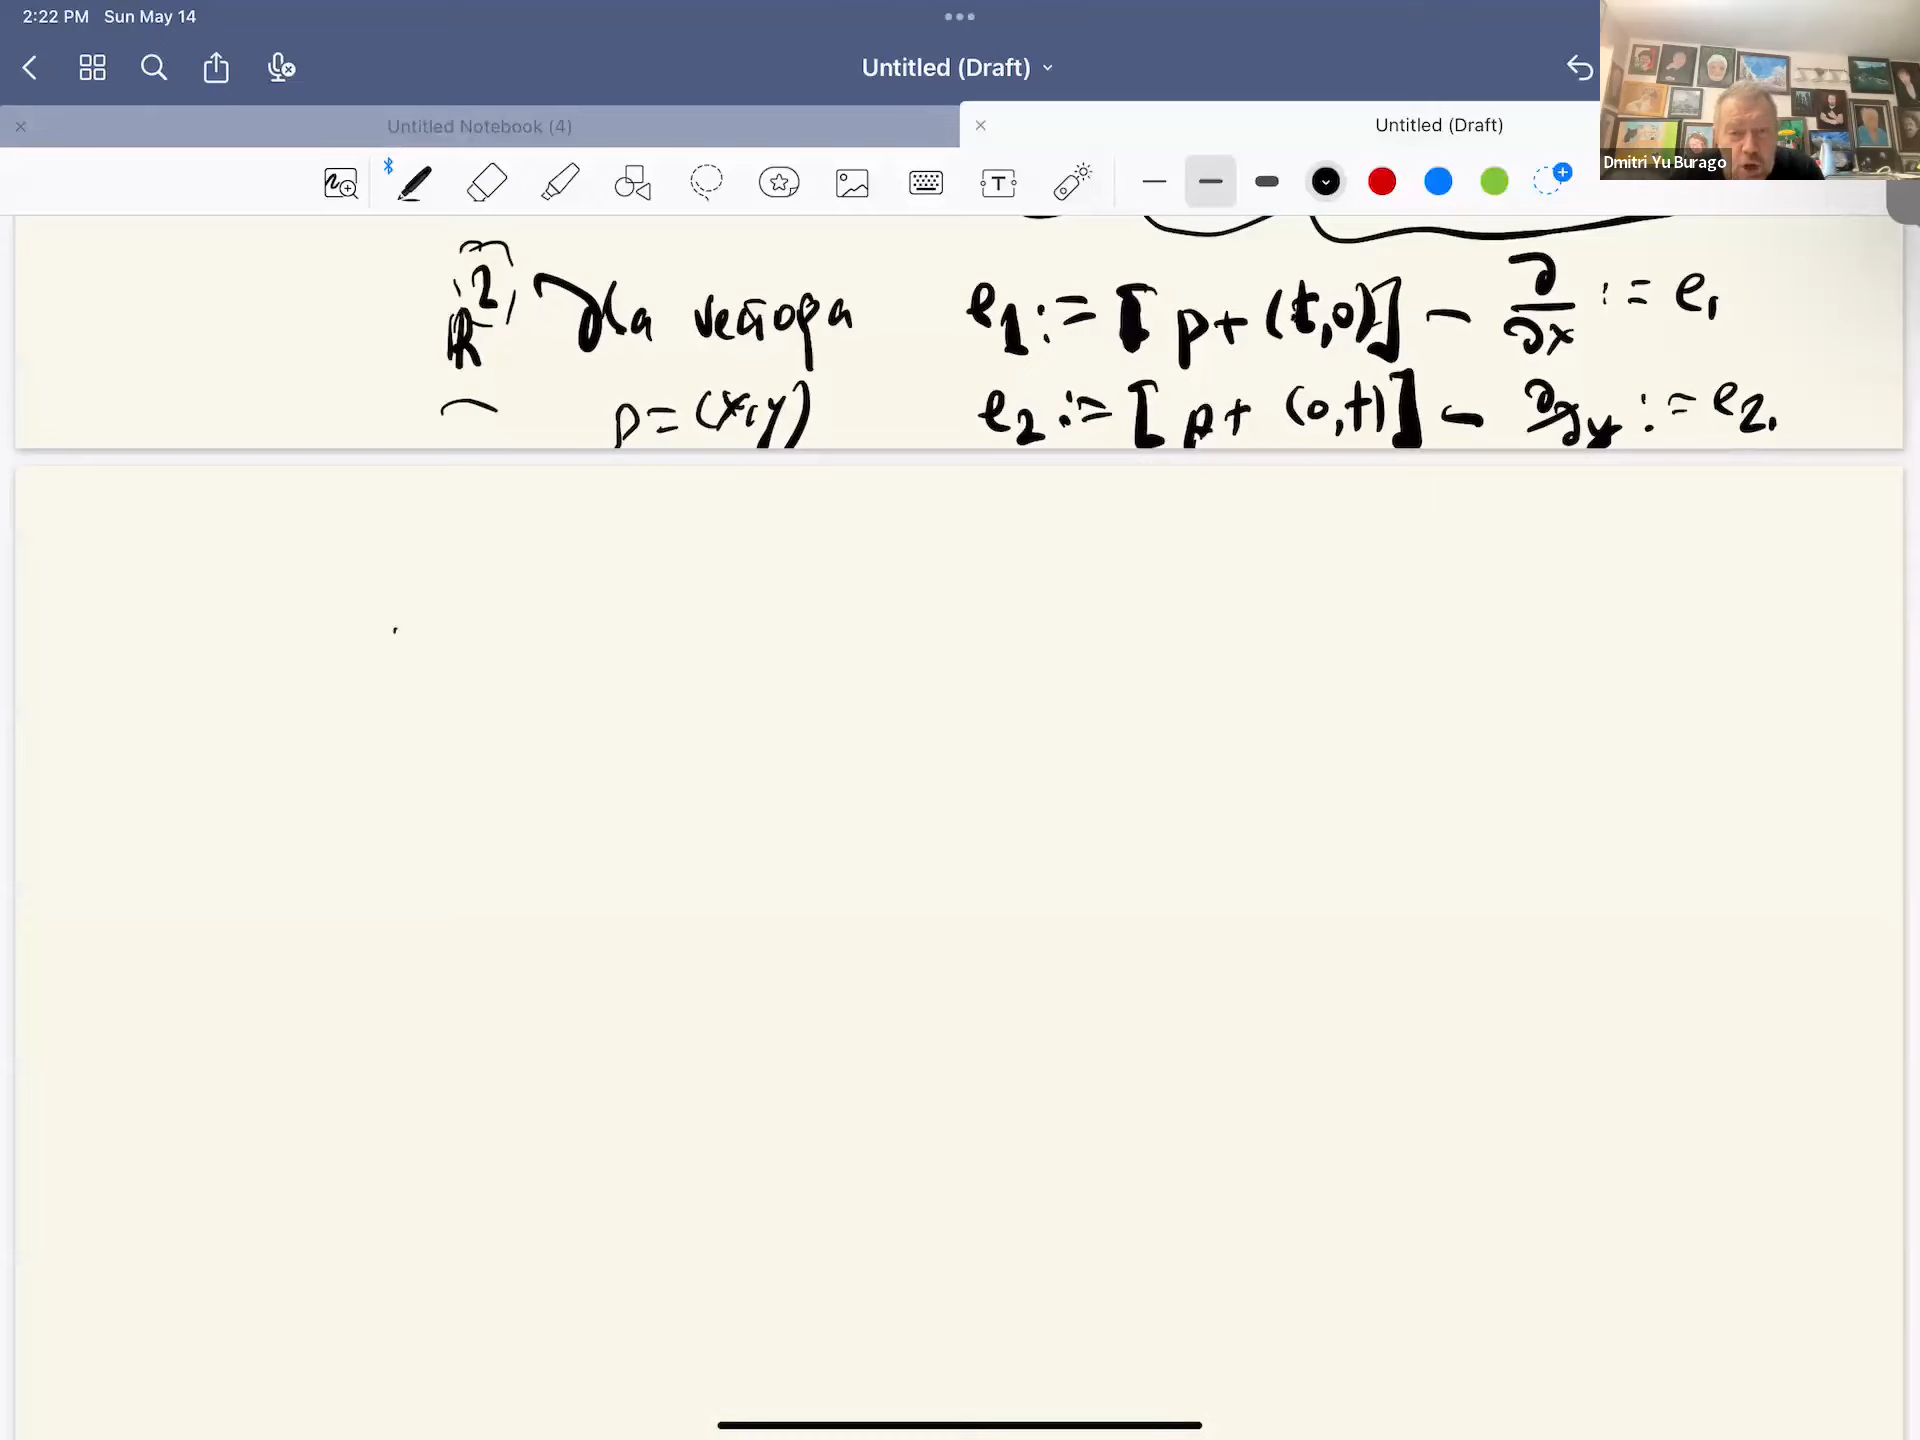 2:22 PM Sun May 14
Untitled (Draft)
Untitled Notebook (4)
Untitled (Draft)
Dmitri Yu Burago
ℝ², два вектора e₁ := [p + (t,0)] ~ ∂/∂x := e₁
p = (x,y) e₂ := [p + (0,t)] ~ ∂/∂y := e₂.